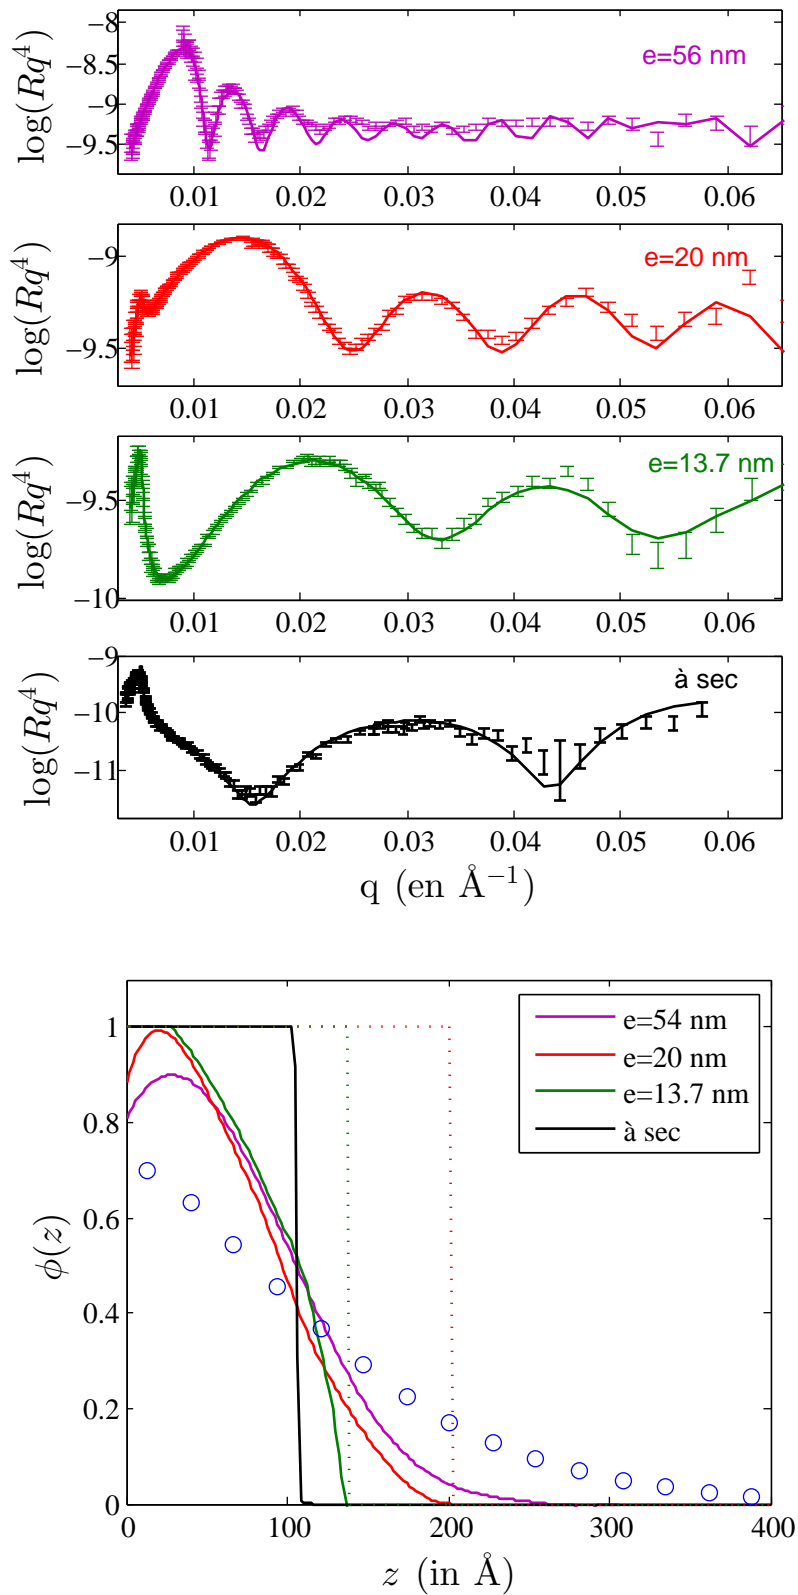 log(Rq⁴)
−8
−8.5
−9
−9.5
e=56 nm
0.01 0.02 0.03 0.04 0.05 0.06
log(Rq⁴)
−9
−9.5
e=20 nm
0.01 0.02 0.03 0.04 0.05 0.06
log(Rq⁴)
−9.5
−10
e=13.7 nm
0.01 0.02 0.03 0.04 0.05 0.06
log(Rq⁴)
−9
−10
−11
à sec
0.01 0.02 0.03 0.04 0.05 0.06
q (en Å⁻¹)
ϕ(z)
1
0.8
0.6
0.4
0.2
0
e=54 nm
e=20 nm
e=13.7 nm
à sec
0 100 200 300 400
z (in Å)